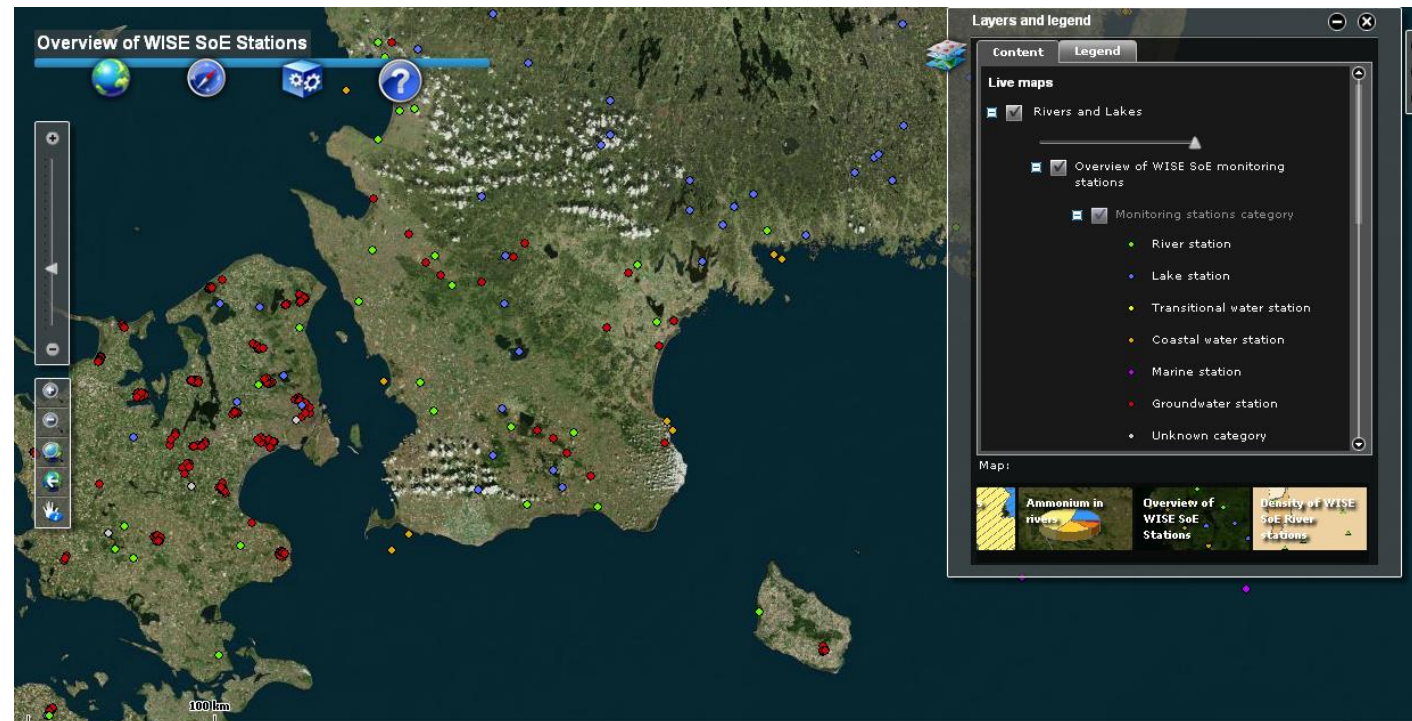 Overview of WISE SoE Stations
?
Layers and legend
Content
Legend
Live maps
Rivers and Lakes
Overview of WISE SoE monitoring
stations
Monitoring stations category
River station
Lake station
Transitional water station
Coastal water station
Marine station
Groundwater station
Unknown category
Map:
Ammonium in
rivers
Overview of
WISE SoE
Stations
Density of WISE
SoE River
stations
100 km